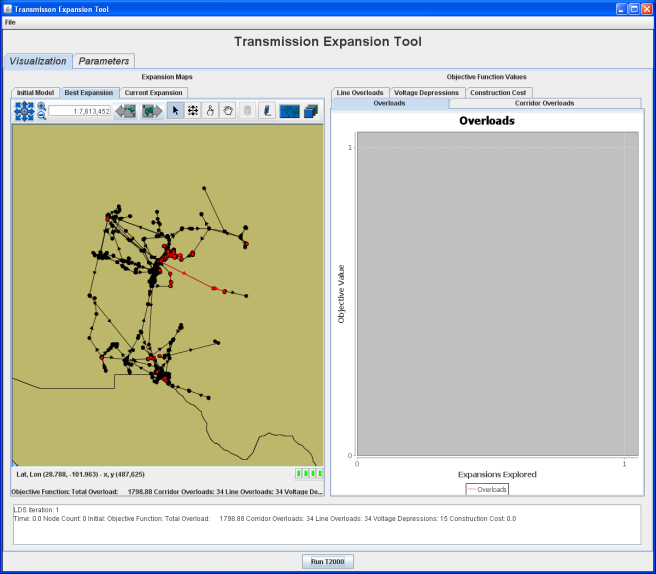 Transmisson Expansion Tool
File
Transmission Expansion Tool
Visualization Parameters
Expansion Maps
Initial Model Best Expansion Current Expansion
1:7,613,452
Lat, Lon (28.788, -101.963) - x, y (487,625)
Objective Function: Total Overload: 1798.88 Corridor Overloads: 34 Line Overloads: 34 Voltage De...
Objective Function Values
Line Overloads Voltage Depressions Construction Cost
Overloads Corridor Overloads
Overloads
1
Objective Value
0
0 1
Expansions Explored
Overloads
LDS iteration: 1
Time: 0.0 Node Count: 0 Initial: Objective Function: Total Overload: 1798.88 Corridor Overloads: 34 Line Overloads: 34 Voltage Depressions: 15 Construction Cost: 0.0
Run T2000